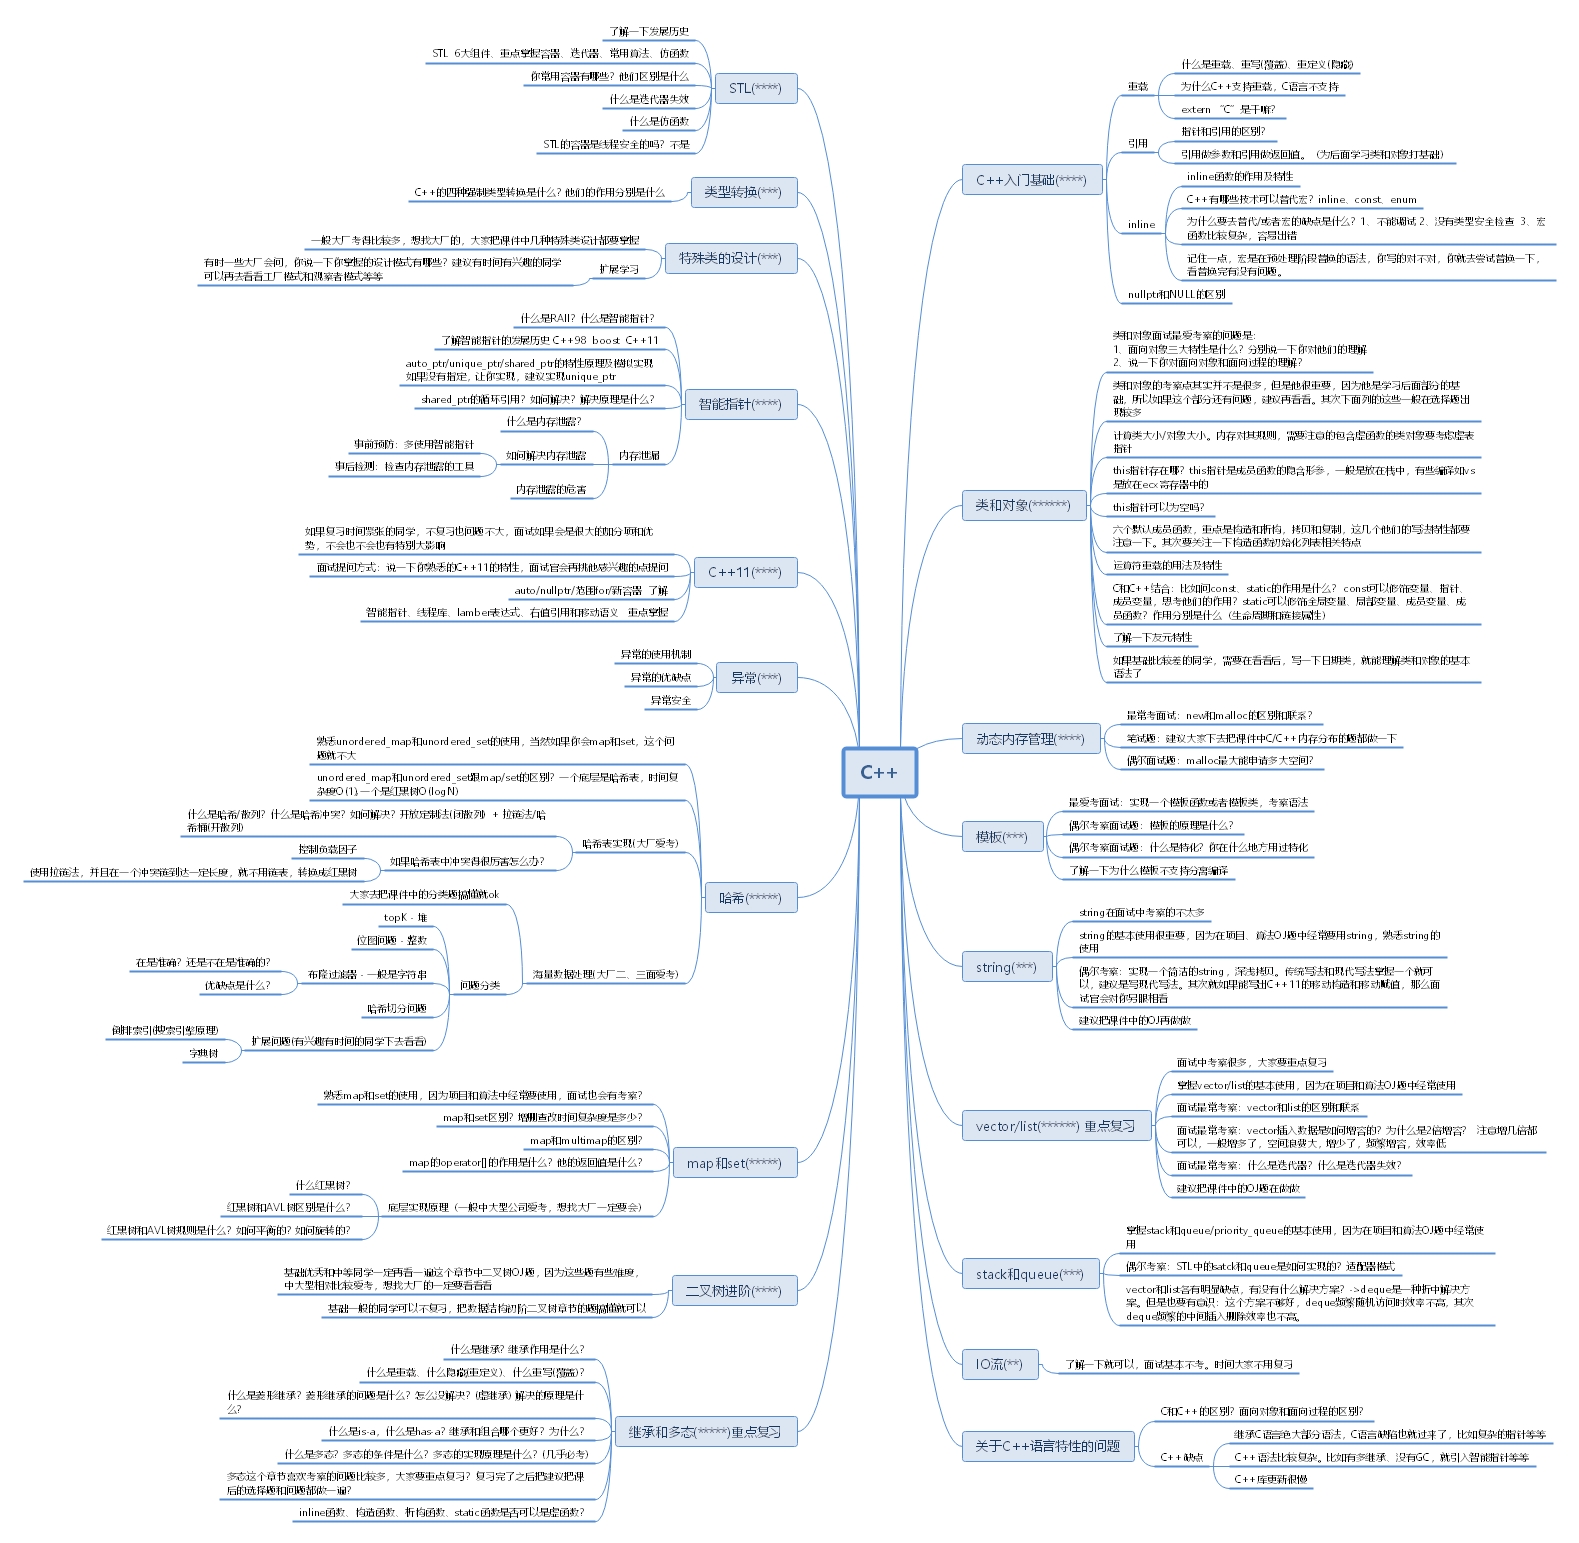 C++
C++入门基础(****)
重载
什么是重载、重写(覆盖)、重定义(隐藏)
为什么C++支持重载，C语言不支持
extern “C”是干嘛?
引用
指针和引用的区别?
引用做参数和引用做返回值。（为后面学习类和对象打基础）
inline
inline函数的作用及特性
C++有哪些技术可以替代宏？inline、const、enum
为什么要去替代/或者宏的缺点是什么？1、不能调试 2、没有类型安全检查 3、宏
函数比较复杂，容易出错
记住一点，宏是在预处理阶段替换的语法，你写的对不对，你就去尝试替换一下，
看替换完有没有问题。
nullptr和NULL的区别
类和对象(******)
类和对象面试最爱考察的问题是:
1、面向对象三大特性是什么？分别说一下你对他们的理解
2、说一下你对面向对象和面向过程的理解？
类和对象的考察点其实并不是很多，但是他很重要，因为他是学习后面部分的基
础，所以如果这个部分还有问题，建议再看看。其次下面列的这些一般在选择题出
现较多
计算类大小/对象大小。内存对其规则，需要注意的包含虚函数的类对象要考虑虚表
指针
this指针存在哪？this指针是成员函数的隐含形参，一般是放在栈中，有些编译如vs
是放在ecx寄存器中的
this指针可以为空吗？
六个默认成员函数，重点是构造和析构，拷贝和复制，这几个他们的写法特性都要
注意一下。其次要关注一下构造函数初始化列表相关特点
运算符重载的用法及特性
C和C++结合：比如问const、static的作用是什么？ const可以修饰变量、指针、
成员变量，思考他们的作用？static可以修饰全局变量、局部变量、成员变量、成
员函数？作用分别是什么（生命周期和链接属性）
了解一下友元特性
如果基础比较差的同学，需要在看看后，写一下日期类，就能理解类和对象的基本
语法了
动态内存管理(****)
最常考面试：new和malloc的区别和联系？
笔试题：建议大家下去把课件中C/C++内存分布的题都做一下
偶尔面试题：malloc最大能申请多大空间？
模板(***)
最爱考面试：实现一个模板函数或者模板类，考察语法
偶尔考察面试题：模板的原理是什么？
偶尔考察面试题：什么是特化？你在什么地方用过特化
了解一下为什么模板不支持分离编译
string(***)
string在面试中考察的不太多
string的基本使用很重要，因为在项目、算法OJ题中经常要用string，熟悉string的
使用
偶尔考察：实现一个简洁的string，深浅拷贝。传统写法和现代写法掌握一个就可
以，建议是写现代写法。其次就如果能写出C++11的移动构造和移动赋值，那么面
试官会对你另眼相看
建议把课件中的OJ再做做
vector/list(******) 重点复习
面试中考察很多，大家要重点复习
掌握vector/list的基本使用，因为在项目和算法OJ题中经常使用
面试最常考察：vector和list的区别和联系
面试最常考察：vector插入数据是如何增容的？为什么是2倍增容？ 注意增几倍都
可以，一般增多了，空间浪费大，增少了，频繁增容，效率低
面试最常考察：什么是迭代器？什么是迭代器失效？
建议把课件中的OJ题在做做
stack和queue(***)
掌握stack和queue/priority_queue的基本使用，因为在项目和算法OJ题中经常使
用
偶尔考察：STL中的satck和queue是如何实现的？适配器模式
vector和list各有明显缺点，有没有什么解决方案？->deque是一种折中解决方
案。但是也要有意识：这个方案不够好，deque频繁随机访问时效率不高，其次
deque频繁的中间插入删除效率也不高。
IO流(**)
了解一下就可以，面试基本不考。时间大家不用复习
关于C++语言特性的问题
C和C++的区别？面向对象和面向过程的区别？
C++缺点
继承C语言绝大部分语法，C语言缺陷也就过来了，比如复杂的指针等等
C++语法比较复杂。比如有多继承、没有GC，就引入智能指针等等
C++库更新很慢
STL(****)
了解一下发展历史
STL 6大组件、重点掌握容器、迭代器、常用算法、仿函数
你常用容器有哪些？他们区别是什么
什么是迭代器失效
什么是仿函数
STL的容器是线程安全的吗？不是
类型转换(***)
C++的四种强制类型转换是什么？他们的作用分别是什么
特殊类的设计(***)
一般大厂考得比较多，想找大厂的，大家把课件中几种特殊类设计都要掌握
扩展学习
有时一些大厂会问，你说一下你掌握的设计模式有哪些？建议有时间有兴趣的同学
可以再去看看工厂模式和观察者模式等等
智能指针(****)
什么是RAII？什么是智能指针？
了解智能指针的发展历史 C++98 boost C++11
auto_ptr/unique_ptr/shared_ptr的特性原理及模拟实现
如果没有指定，让你实现，建议实现unique_ptr
shared_ptr的循环引用？如何解决？解决原理是什么？
内存泄漏
什么是内存泄露？
如何解决内存泄露
事前预防：多使用智能指针
事后检测：检查内存泄露的工具
内存泄露的危害
C++11(****)
如果复习时间紧张的同学，不复习也问题不大，面试如果会是很大的加分项和优
势，不会也不会也有特别大影响
面试提问方式：说一下你熟悉的C++11的特性，面试官会再挑他感兴趣的点提问
auto/nullptr/范围for/新容器 了解
智能指针、线程库、lamber表达式、右值引用和移动语义 重点掌握
异常(***)
异常的使用机制
异常的优缺点
异常安全
哈希(*****)
熟悉unordered_map和unordered_set的使用，当然如果你会map和set，这个问
题就不大
unordered_map和unordered_set跟map/set的区别？一个底层是哈希表，时间复
杂度O(1).一个是红黑树O(logN)
哈希表实现(大厂爱考)
什么是哈希/散列？什么是哈希冲突？如何解决？开放定制法(闭散列) + 拉链法/哈
希桶(开散列)
如果哈希表中冲突得很厉害怎么办？
控制负载因子
使用拉链法，并且在一个冲突链到达一定长度，就不用链表，转换成红黑树
海量数据处理(大厂二、三面爱考)
大家去把课件中的分类题搞懂就ok
问题分类
topK - 堆
位图问题 - 整数
布隆过滤器 - 一般是字符串
在是准确？还是不在是准确的？
优缺点是什么？
哈希切分问题
扩展问题(有兴趣有时间的同学下去看看)
倒排索引(搜索引擎原理)
字典树
map和set(*****)
熟悉map和set的使用，因为项目和算法中经常要使用，面试也会有考察？
map和set区别？增删查改时间复杂度是多少？
map和multimap的区别？
map的operator[]的作用是什么？他的返回值是什么？
底层实现原理（一般中大型公司爱考，想找大厂一定要会）
什么红黑树？
红黑树和AVL树区别是什么？
红黑树和AVL树规则是什么？如何平衡的？如何旋转的？
二叉树进阶(****)
基础优秀和中等同学一定再看一遍这个章节中二叉树OJ题，因为这些题有些难度，
中大型相对比较爱考，想找大厂的一定要看看看
基础一般的同学可以不复习，把数据结构初阶二叉树章节的题搞懂就可以
继承和多态(*****)重点复习
什么是继承？继承作用是什么？
什么是重载、什么隐藏(重定义)、什么重写(覆盖)？
什么是菱形继承？菱形继承的问题是什么？怎么没解决？(虚继承) 解决的原理是什
么？
什么是is-a，什么是has-a？继承和组合哪个更好？为什么？
什么是多态？多态的条件是什么？多态的实现原理是什么？(几乎必考)
多态这个章节喜欢考察的问题比较多，大家要重点复习？复习完了之后把建议把课
后的选择题和问题都做一遍？
inline函数、构造函数、析构函数、static函数是否可以是虚函数？